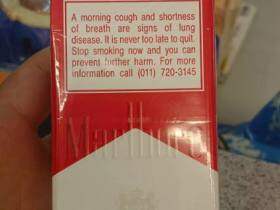 A morning cough and shortness
of breath are signs of lung
disease. It is never too late to quit.
Stop smoking now and you can
prevent further harm. For more
information call (011) 720-3145
Marlboro